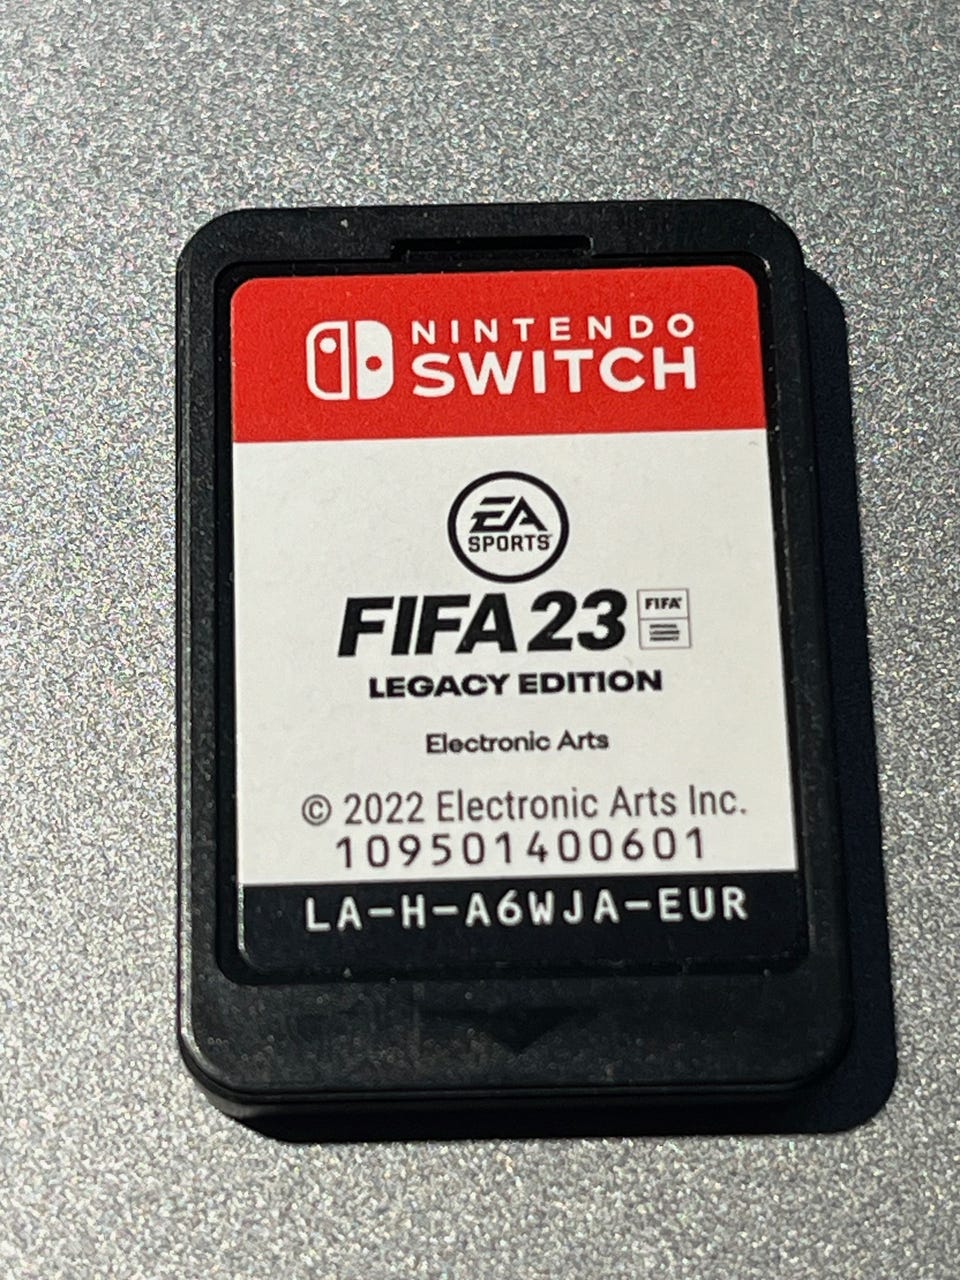 NINTENDO
SWITCH
EA
SPORTS
FIFA 23
FIFA
LEGACY EDITION
Electronic Arts
© 2022 Electronic Arts Inc.
109501400601
LA-H-A6WJA-EUR